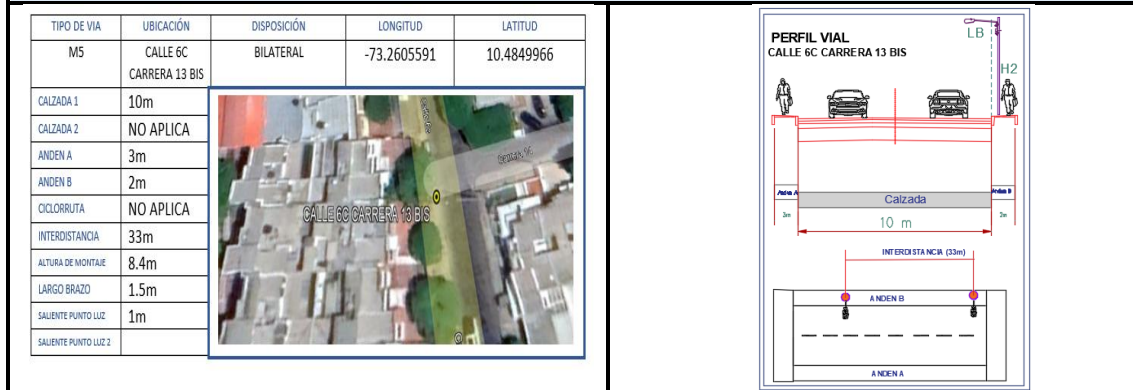 TIPO DE VIA UBICACIÓN DISPOSICIÓN LONGITUD LATITUD
M5 CALLE 6C CARRERA 13 BIS BILATERAL -73.2605591 10.4849966
CALZADA 1 10m
CALZADA 2 NO APLICA
ANDEN A 3m
ANDEN B 2m
CICLORRUTA NO APLICA
INTERDISTANCIA 33m
ALTURA DE MONTAJE 8.4m
LARGO BRAZO 1.5m
SALIENTE PUNTO LUZ 1m
SALIENTE PUNTO LUZ 2
Carrera 14
CALLE 6C CARRERA 13 BIS
PERFIL VIAL
CALLE 6C CARRERA 13 BIS
LB
H2
Anden A
Calzada
Anden B
10 m
INTERDISTANCIA (33m)
ANDEN B
ANDEN A